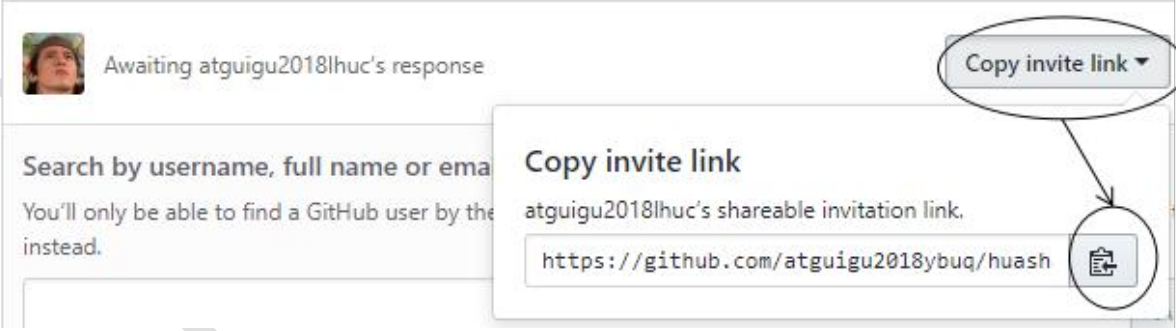 Awaiting atguigu2018lhuc's response
Copy invite link
Search by username, full name or ema
You'll only be able to find a GitHub user by the
instead.
Copy invite link
atguigu2018lhuc's shareable invitation link.
https://github.com/atguigu2018ybuq/huash